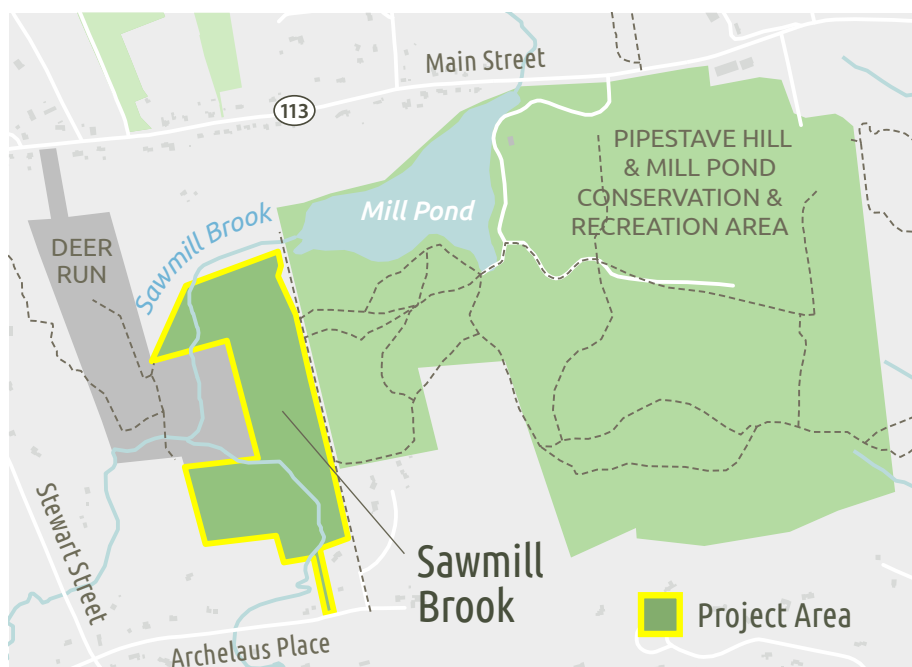 Main Street
113
PIPESTAVE HILL
& MILL POND
CONSERVATION &
RECREATION AREA
Mill Pond
Sawmill Brook
DEER
RUN
Stewart Street
Sawmill
Brook
Project Area
Archelaus Place